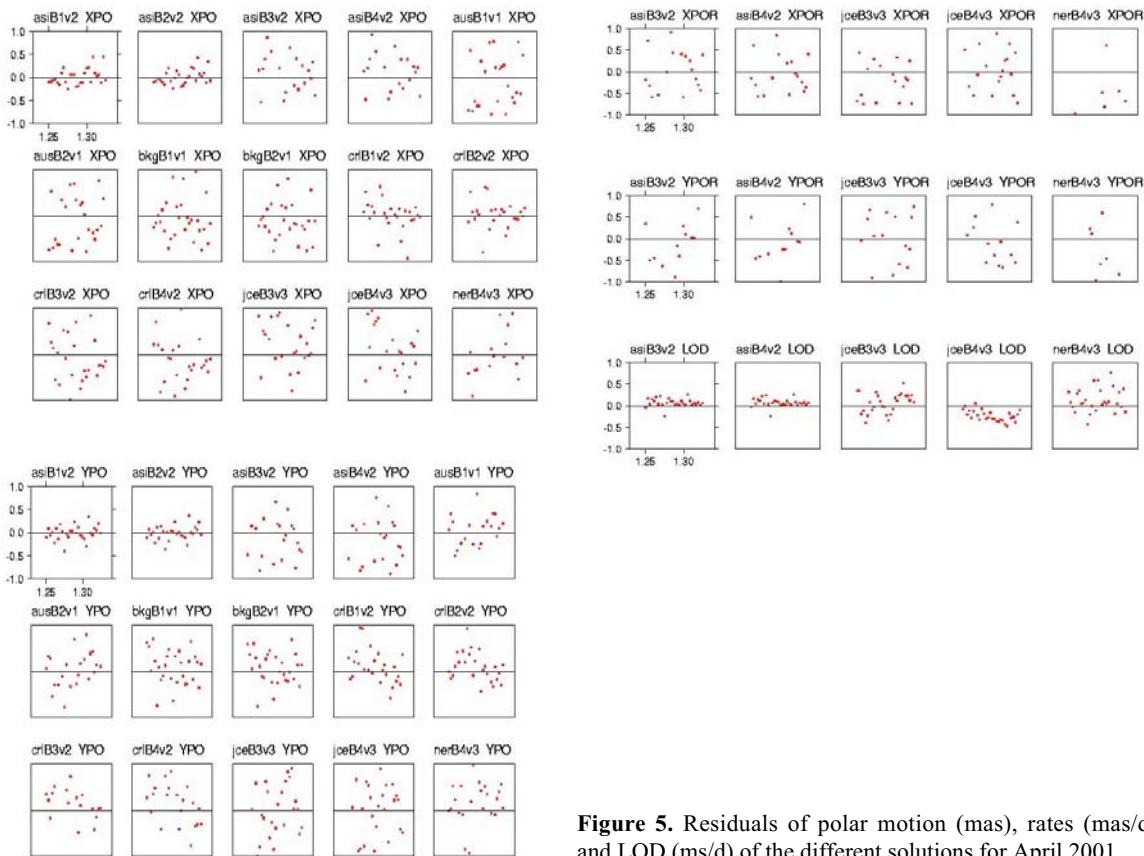 asiB1v2 XPO asiB2v2 XPO asiB3v2 XPO asiB4v2 XPO ausB1v1 XPO
1.0
0.5
0.0
-0.5
-1.0
1.25 1.30
ausB2v1 XPO bkgB1v1 XPO bkgB2v1 XPO crlB1v2 XPO crlB2v2 XPO
crlB3v2 XPO crlB4v2 XPO jceB3v3 XPO jceB4v3 XPO nerB4v3 XPO
asiB1v2 YPO asiB2v2 YPO asiB3v2 YPO asiB4v2 YPO ausB1v1 YPO
1.0
0.5
0.0
-0.5
-1.0
1.25 1.30
ausB2v1 YPO bkgB1v1 YPO bkgB2v1 YPO crlB1v2 YPO crlB2v2 YPO
crlB3v2 YPO crlB4v2 YPO jceB3v3 YPO jceB4v3 YPO nerB4v3 YPO
asiB3v2 XPOR asiB4v2 XPOR jceB3v3 XPOR jceB4v3 XPOR nerB4v3 XPOR
1.0
0.5
0.0
-0.5
-1.0
1.25 1.30
asiB3v2 YPOR asiB4v2 YPOR jceB3v3 YPOR jceB4v3 YPOR nerB4v3 YPOR
1.0
0.5
0.0
-0.5
-1.0
1.25 1.30
asiB3v2 LOD asiB4v2 LOD jceB3v3 LOD jceB4v3 LOD nerB4v3 LOD
1.0
0.5
0.0
-0.5
-1.0
1.25 1.30
Figure 5. Residuals of polar motion (mas), rates (mas/d
and LOD (ms/d) of the different solutions for April 2001